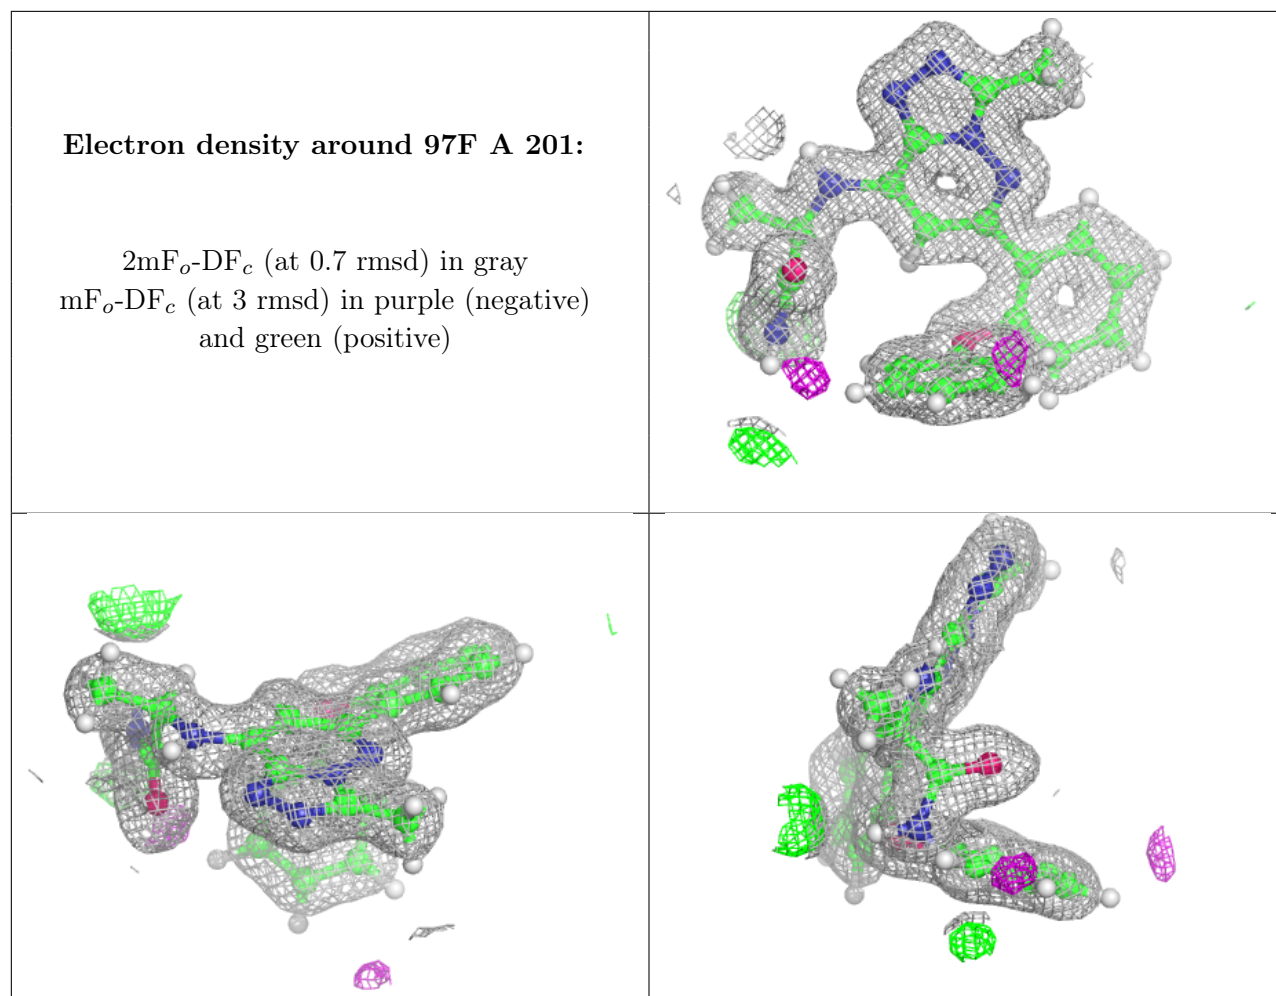 Electron density around 97F A 201:
2mFo-DFc (at 0.7 rmsd) in gray
mFo-DFc (at 3 rmsd) in purple (negative)
and green (positive)